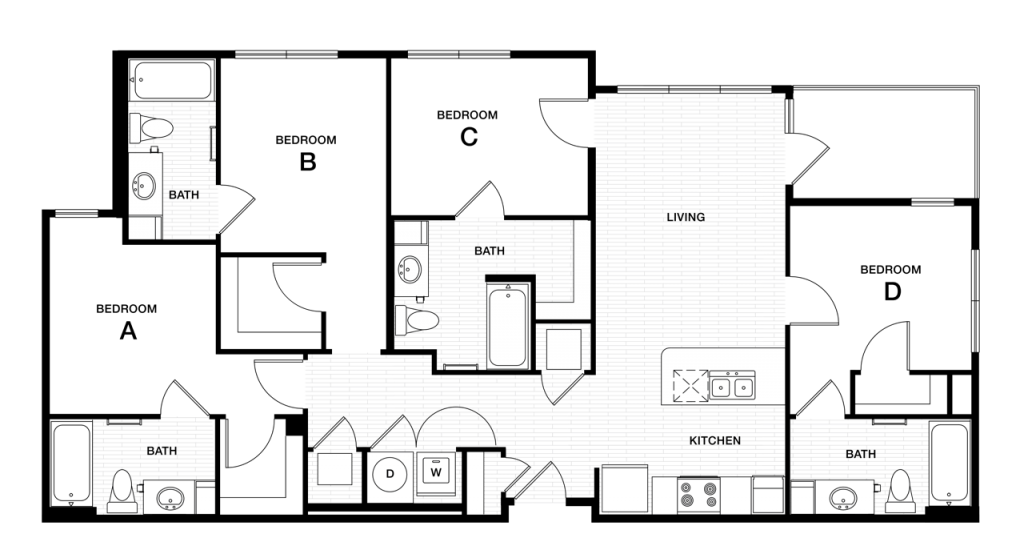 BEDROOM
B
BATH
BEDROOM
C
BATH
LIVING
BEDROOM
A
BATH
BEDROOM
D
BATH
KITCHEN
D
W